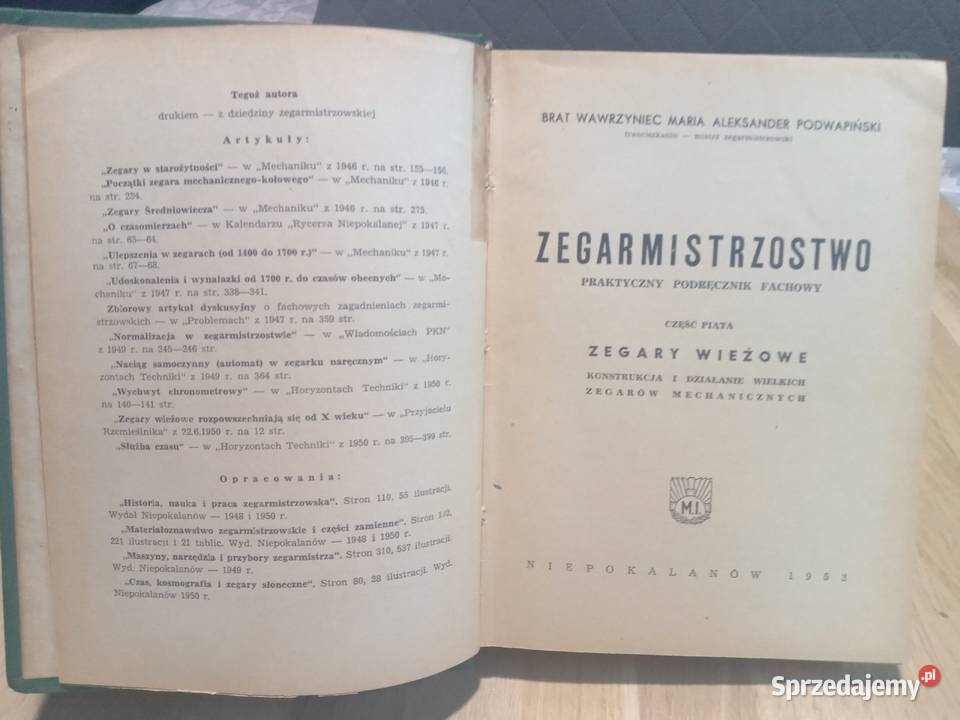 Tegoż autora
drukiem — z dziedziny zegarmistrzowskiej
Artykuły:
„Zegary w starożytności“ — w „Mechaniku“ z 1946 r. na str. 155—156.
„Początki zegara mechanicznego-kołowego“ — w „Mechaniku“ z 1946 r.
na str. 234.
„Zegary Średniowiecza“ — w „Mechaniku“ z 1946 r. na str. 275.
„O czasomierzach“ — w Kalendarzu „Rycerza Niepokalanej“ z 1947 r.
na str. 63—64.
„Ulepszenia w zegarach (od 1400 do 1700 r.)“ — w „Mechaniku“ z 1947
na str. 67—68.
„Udoskonalenia i wynalazki od 1700 r. do czasów obecnych“ — w „Me-
chaniku“ z 1947 r. na str. 338—341.
Zbiorowy artykuł dyskusyjny o fachowych zagadnieniach zegarmi-
strzowskich — w „Problemach“ z 1947 r. na 359 str.
„Normalizacja w zegarmistrzostwie“ — w „Wiadomościach PKN“
z 1949 r. na 245—246 str.
„Naciąg samoczynny (automat) w zegarku naręcznym“ — w „Hory-
zontach Techniki“ z 1949 r. na 364 str.
„Wychwyt chronometrowy“ — w „Horyzontach Techniki“ z 1950 r.
na 140—141 str.
„Zegary wieżowe rozpowszechniają się od X wieku“ — w „Przyjacielu
Rzemieślnika“ z 22.6.1950 r. na 12 str.
„Służba czasu“ — w „Horyzontach Techniki“ z 1950 r. na 395—399 str.
Opracowania:
„Historia, nauka i praca zegarmistrzowska“. Stron 110, 55 ilustracji.
Wydał Niepokalanów — 1948 i 1950 r.
„Materiałoznawstwo zegarmistrzowskie i części zamienne“. Stron
221 ilustracji i 21 tablic. Wyd. Niepokalanów — 1948 i 1950 r.
„Maszyny, narzędzia i przybory zegarmistrza“. Stron 310, 537 ilustracji.
Wyd. Niepokalanów — 1949 r.
„Czas, kosmografia i zegary słoneczne“. Stron 80, 28 ilustracji. Wyd.
Niepokalanów 1950 r.
BRAT WAWRZYNIEC MARIA ALEKSANDER PODWAPIŃSKI
franciszkanin — mistrz zegarmistrzowski
ZEGARMISTRZOSTWO
PRAKTYCZNY PODRĘCZNIK FACHOWY
CZĘŚĆ PIĄTA
ZEGARY WIEŻOWE
KONSTRUKCJA I DZIAŁANIE WIELKICH
ZEGARÓW MECHANICZNYCH
M.I.
NIEPOKALANÓW 1952
Sprzedajemy.pl